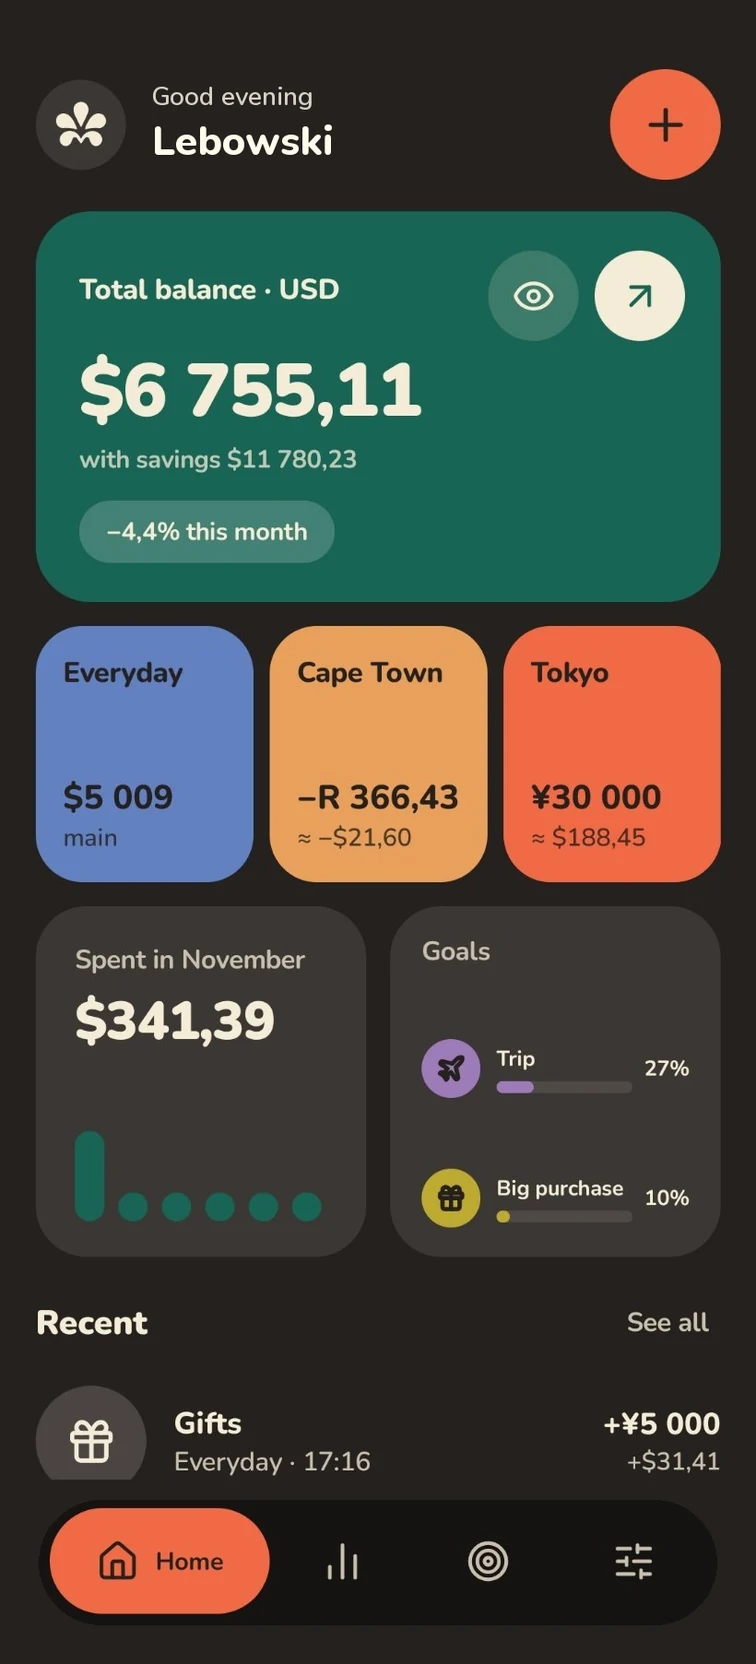 Good evening
Lebowski
Total balance · USD
$6 755,11
with savings $11 780,23
−4,4% this month
Everyday
$5 009
main
Cape Town
−R 366,43
≈ −$21,60
Tokyo
¥30 000
≈ $188,45
Spent in November
$341,39
Goals
Trip
27%
Big purchase
10%
Recent
See all
Gifts
+¥5 000
Everyday · 17:16
+$31,41
Home